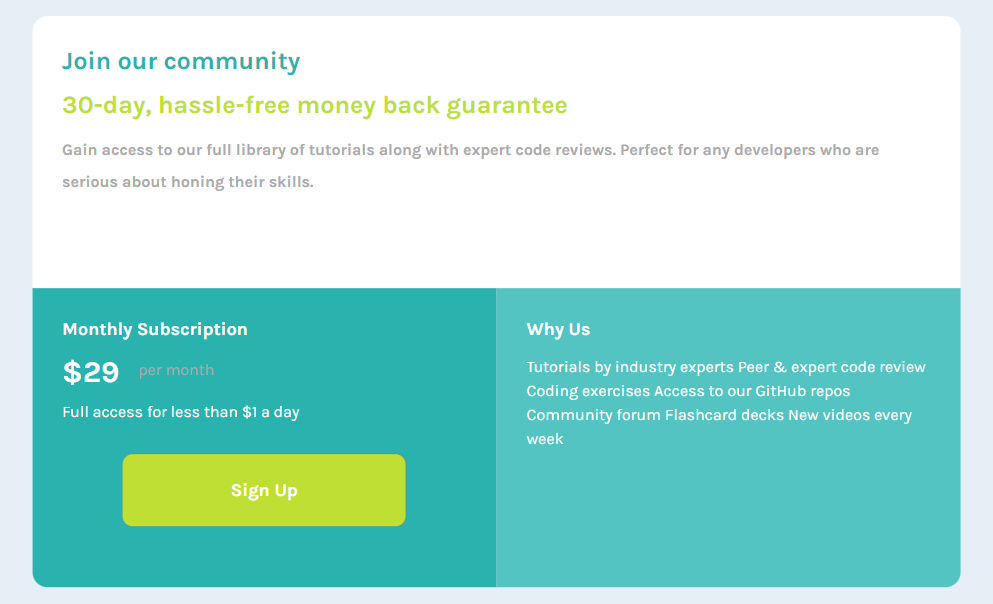 Join our community
30-day, hassle-free money back guarantee
Gain access to our full library of tutorials along with expert code reviews. Perfect for any developers who are
serious about honing their skills.
Monthly Subscription
$29 per month
Full access for less than $1 a day
Sign Up
Why Us
Tutorials by industry experts Peer & expert code review
Coding exercises Access to our GitHub repos
Community forum Flashcard decks New videos every
week